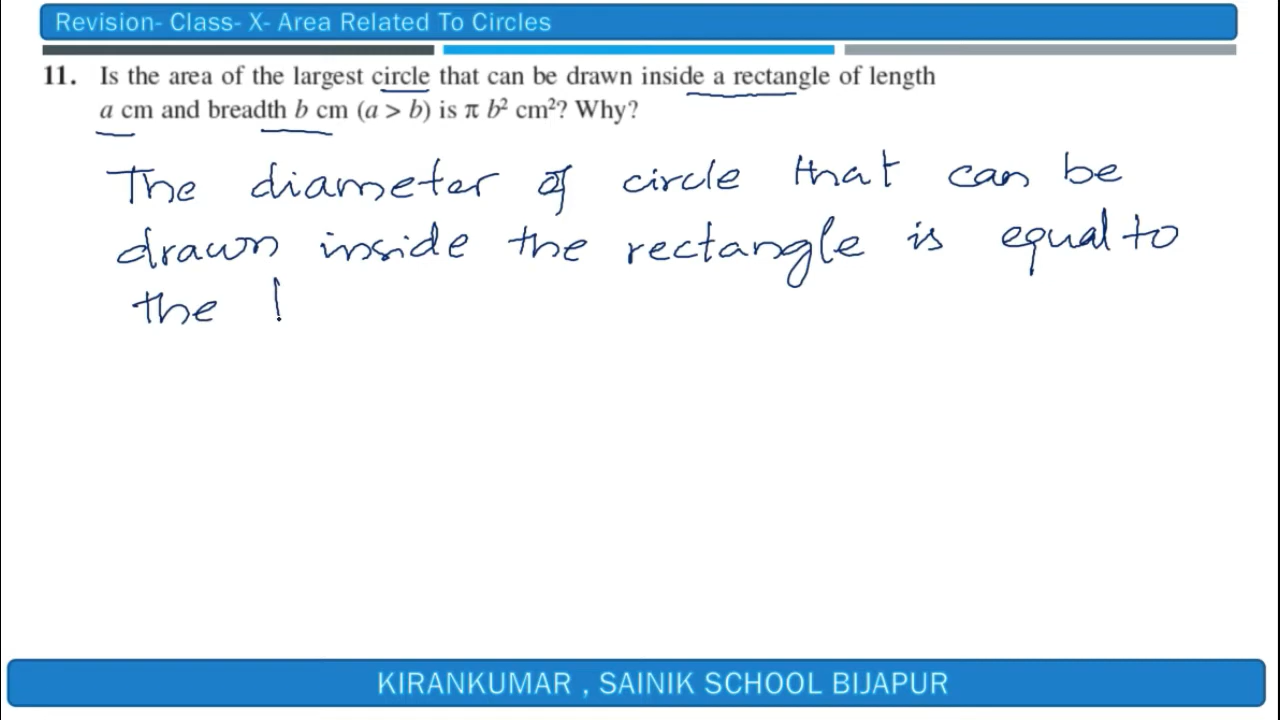 Revision- Class- X- Area Related To Circles
11. Is the area of the largest circle that can be drawn inside a rectangle of length
a cm and breadth b cm (a > b) is π b² cm²? Why?
The diameter of circle that can be
drawn inside the rectangle is equal to
the
KIRANKUMAR , SAINIK SCHOOL BIJAPUR